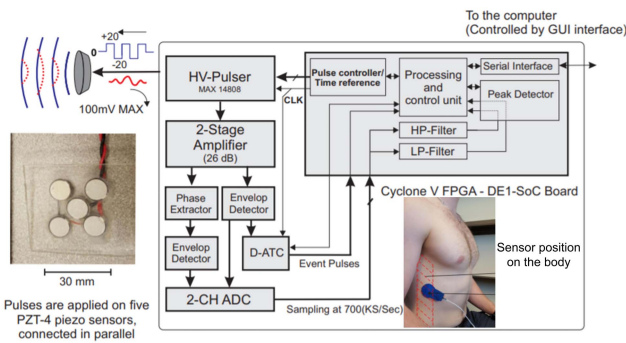 To the computer
(Controlled by GUI interface)
+20
0
-20
100mV MAX
HV-Pulser
MAX 14808
CLK
Pulse controller/
Time reference
Processing
and
control unit
Serial Interface
Peak Detector
HP-Filter
LP-Filter
2-Stage
Amplifier
(26 dB)
Cyclone V FPGA - DE1-SoC Board
Phase
Extractor
Envelop
Detector
Envelop
Detector
D-ATC
Event Pulses
2-CH ADC
Sampling at 700(KS/Sec)
Sensor position
on the body
30 mm
Pulses are applied on five
PZT-4 piezo sensors,
connected in parallel